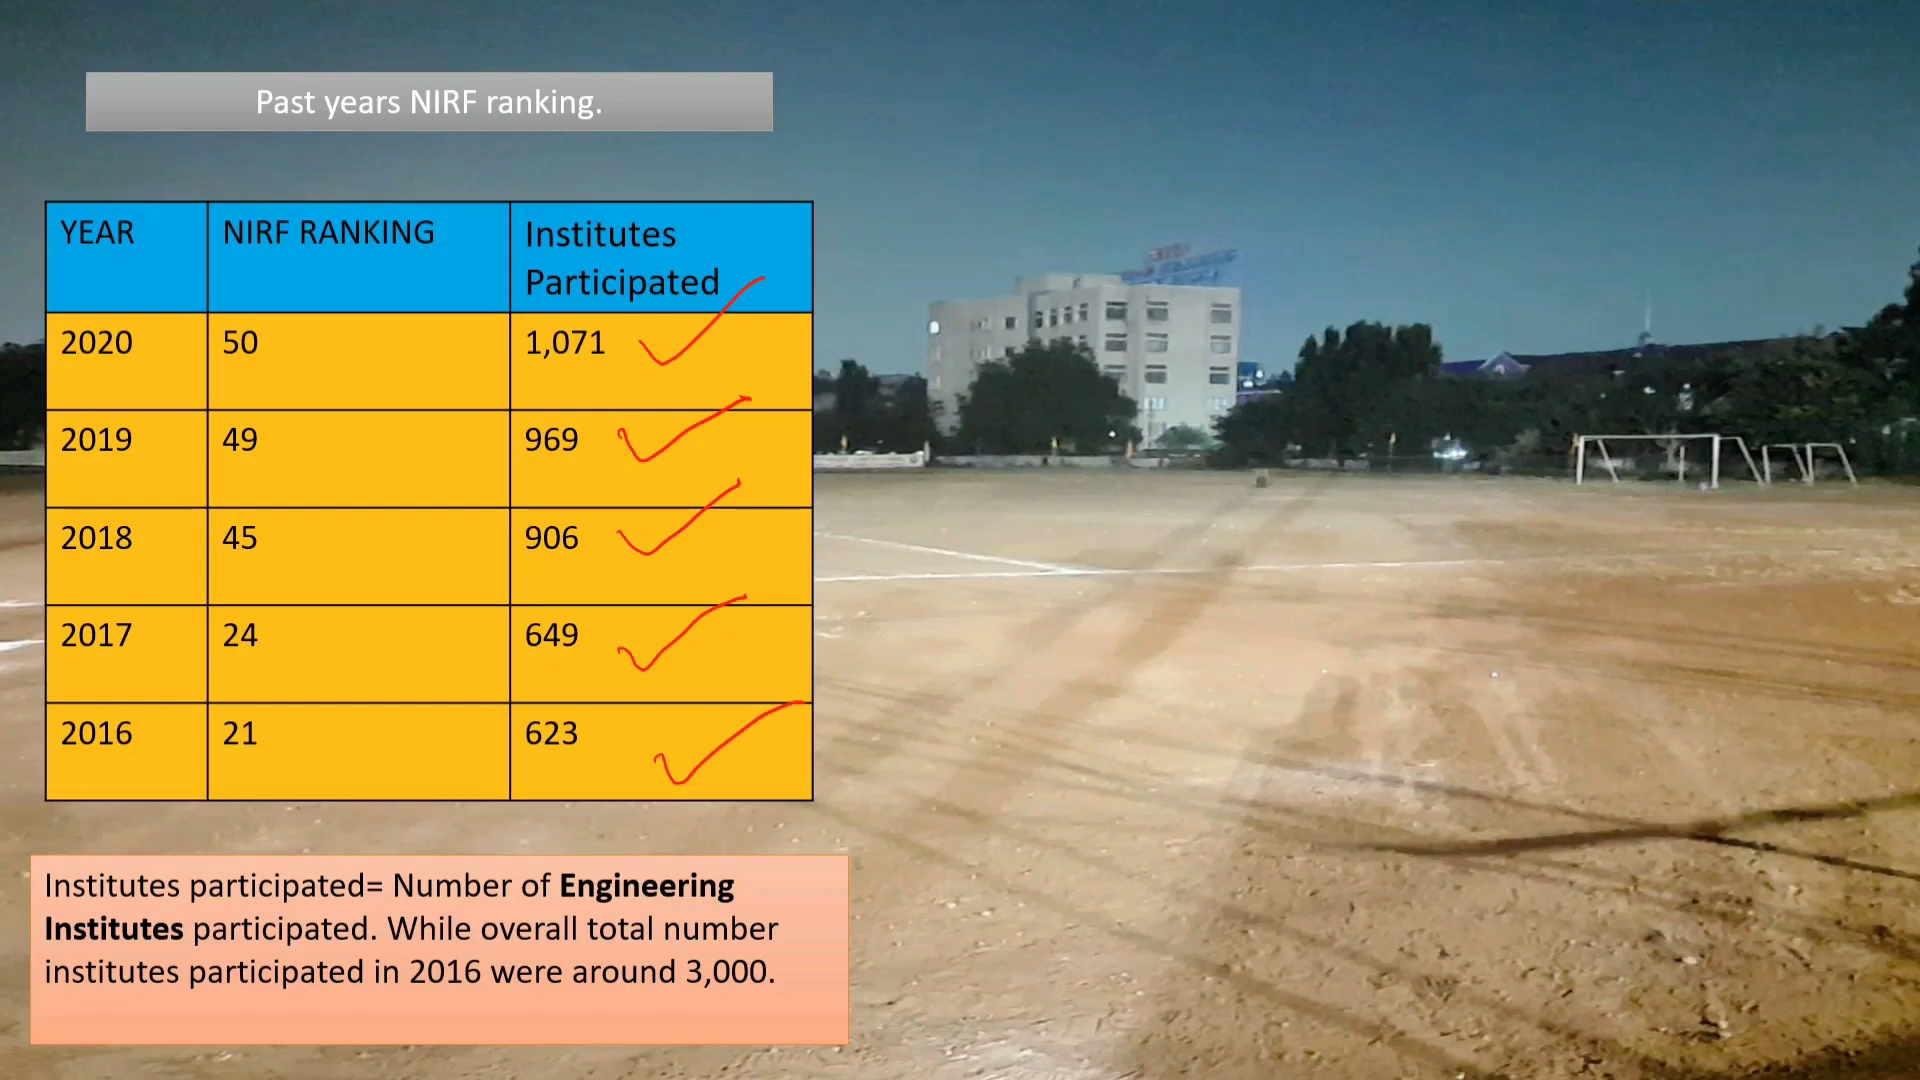 Past years NIRF ranking.
YEAR NIRF RANKING Institutes Participated
2020 50 1,071
2019 49 969
2018 45 906
2017 24 649
2016 21 623
Institutes participated= Number of Engineering
Institutes participated. While overall total number
institutes participated in 2016 were around 3,000.